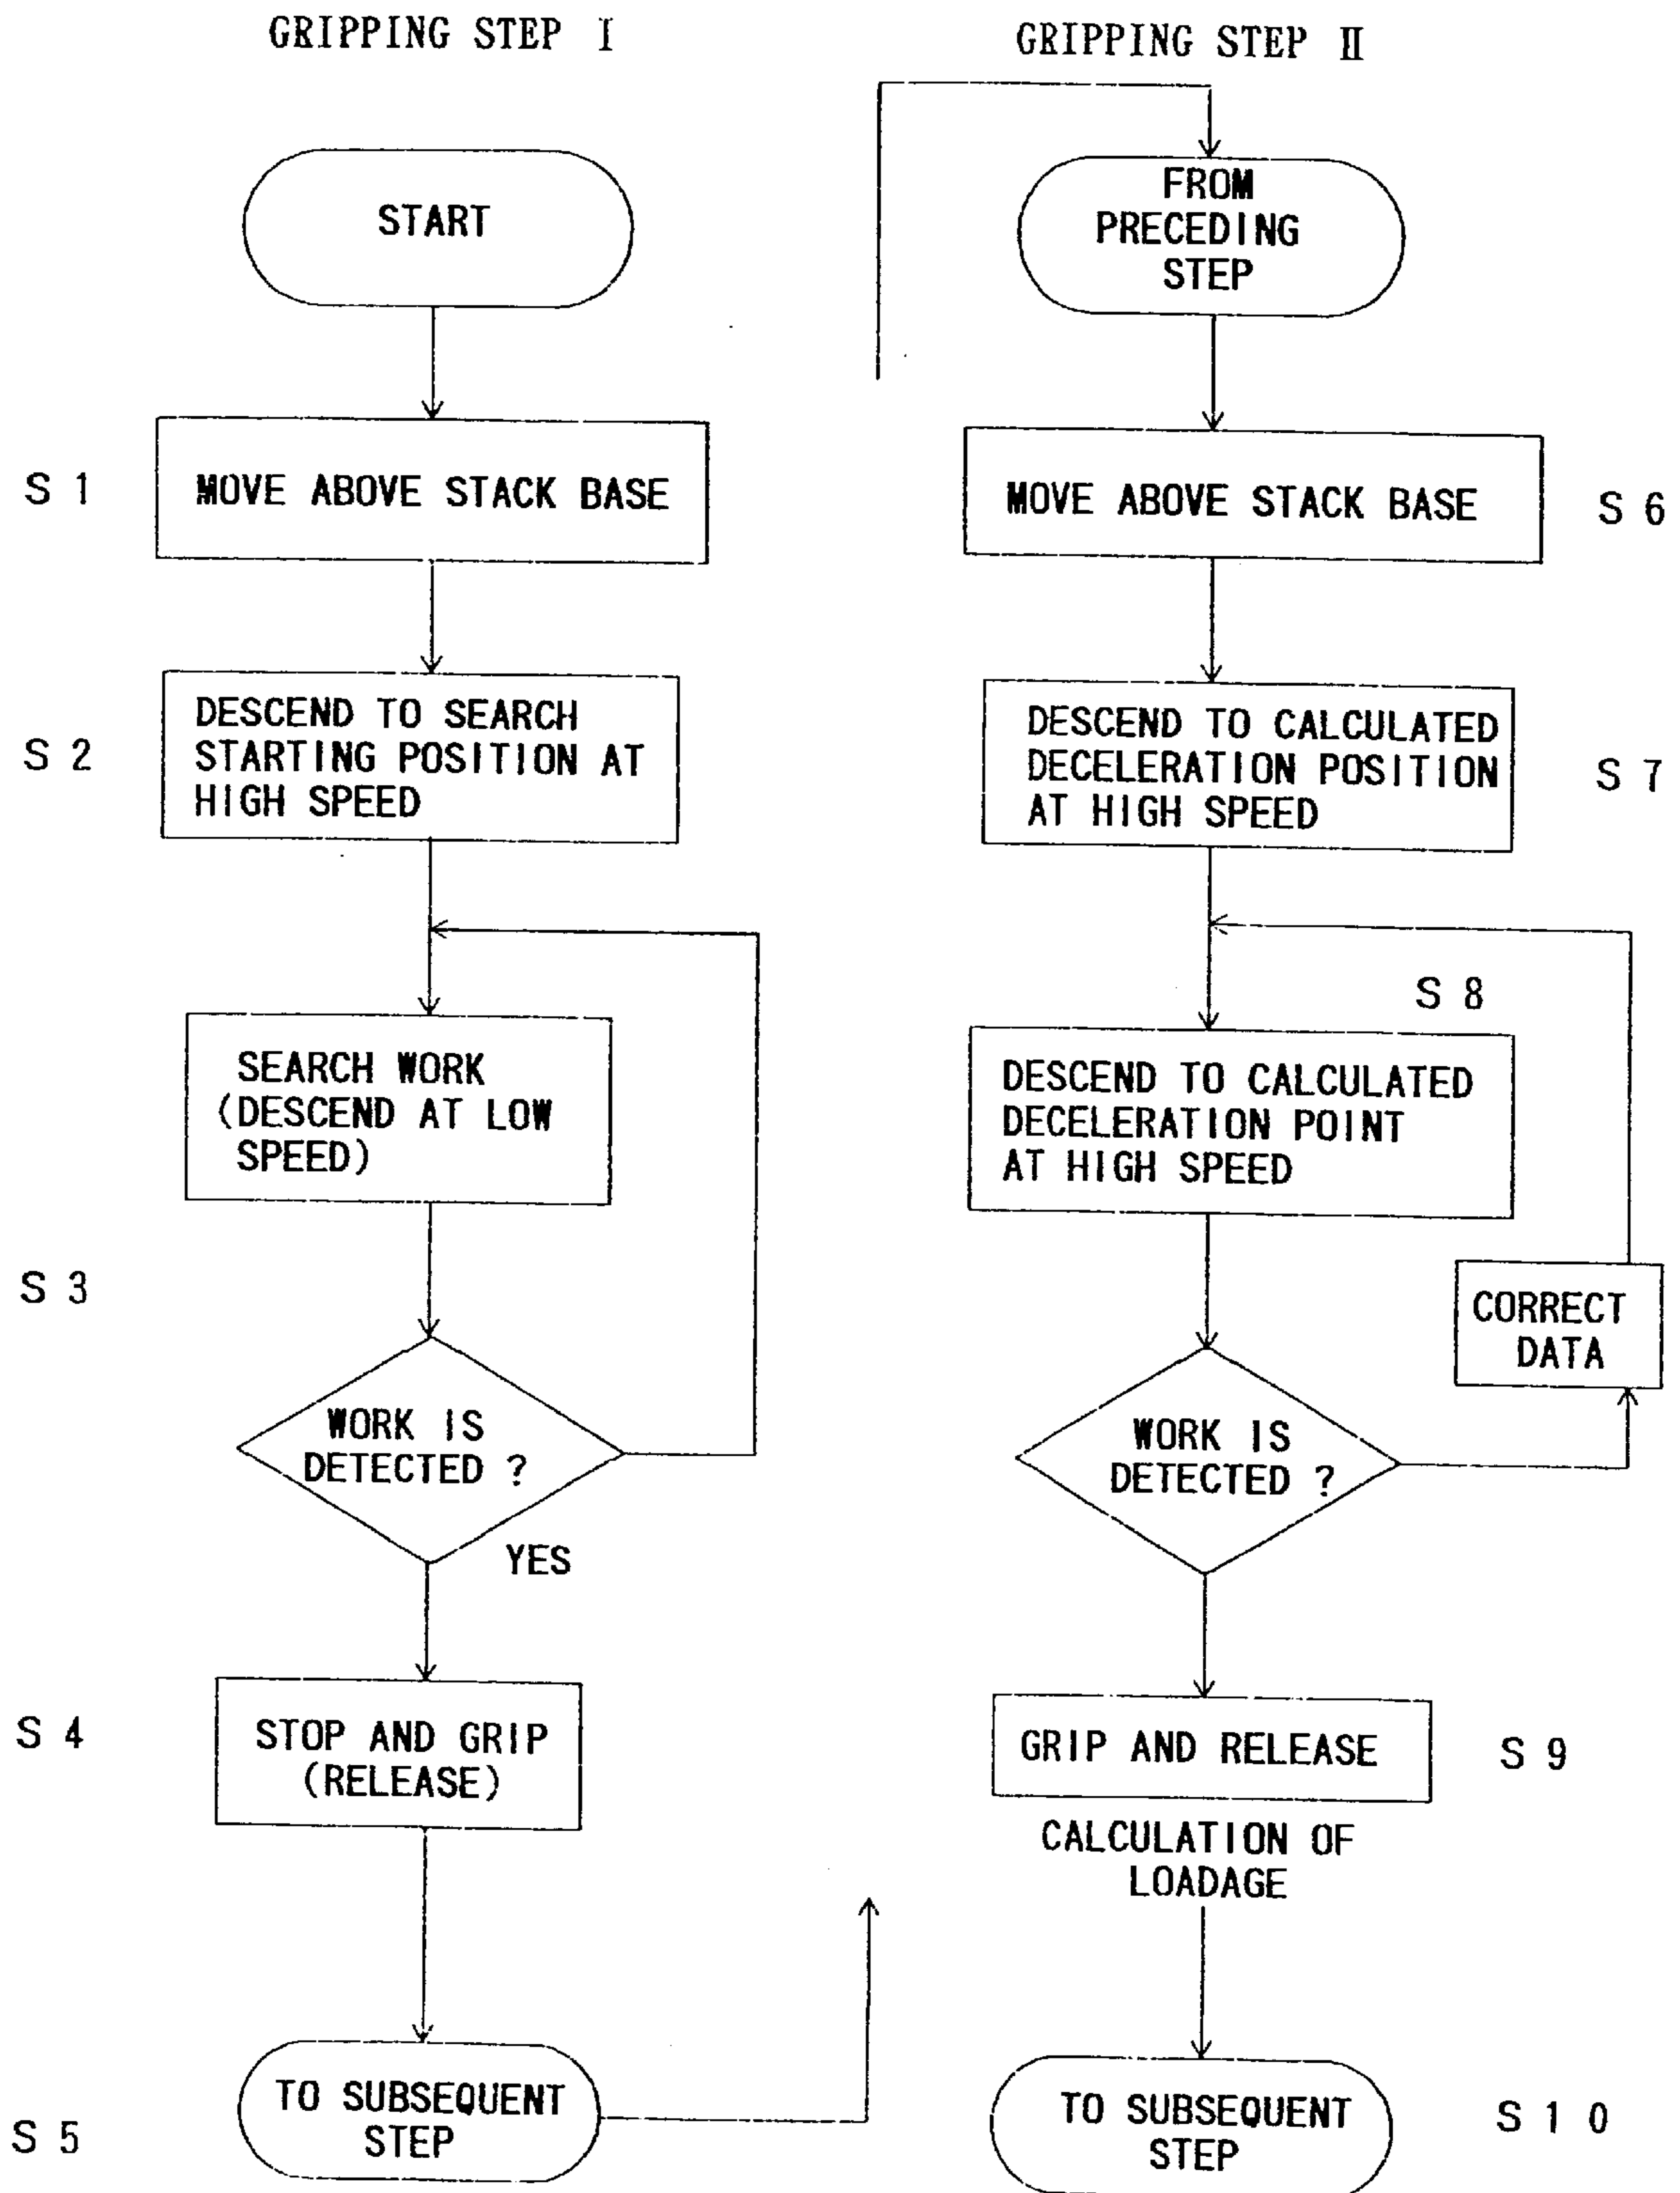 GRIPPING STEP I
START
S 1
MOVE ABOVE STACK BASE
S 2
DESCEND TO SEARCH
STARTING POSITION AT
HIGH SPEED
SEARCH WORK
(DESCEND AT LOW
SPEED)
S 3
WORK IS
DETECTED ?
YES
S 4
STOP AND GRIP
(RELEASE)
S 5
TO SUBSEQUENT
STEP
GRIPPING STEP II
FROM
PRECEDING
STEP
MOVE ABOVE STACK BASE
S 6
DESCEND TO CALCULATED
DECELERATION POSITION
AT HIGH SPEED
S 7
S 8
DESCEND TO CALCULATED
DECELERATION POINT
AT HIGH SPEED
CORRECT
DATA
WORK IS
DETECTED ?
GRIP AND RELEASE
S 9
CALCULATION OF
LOADAGE
TO SUBSEQUENT
STEP
S 1 0